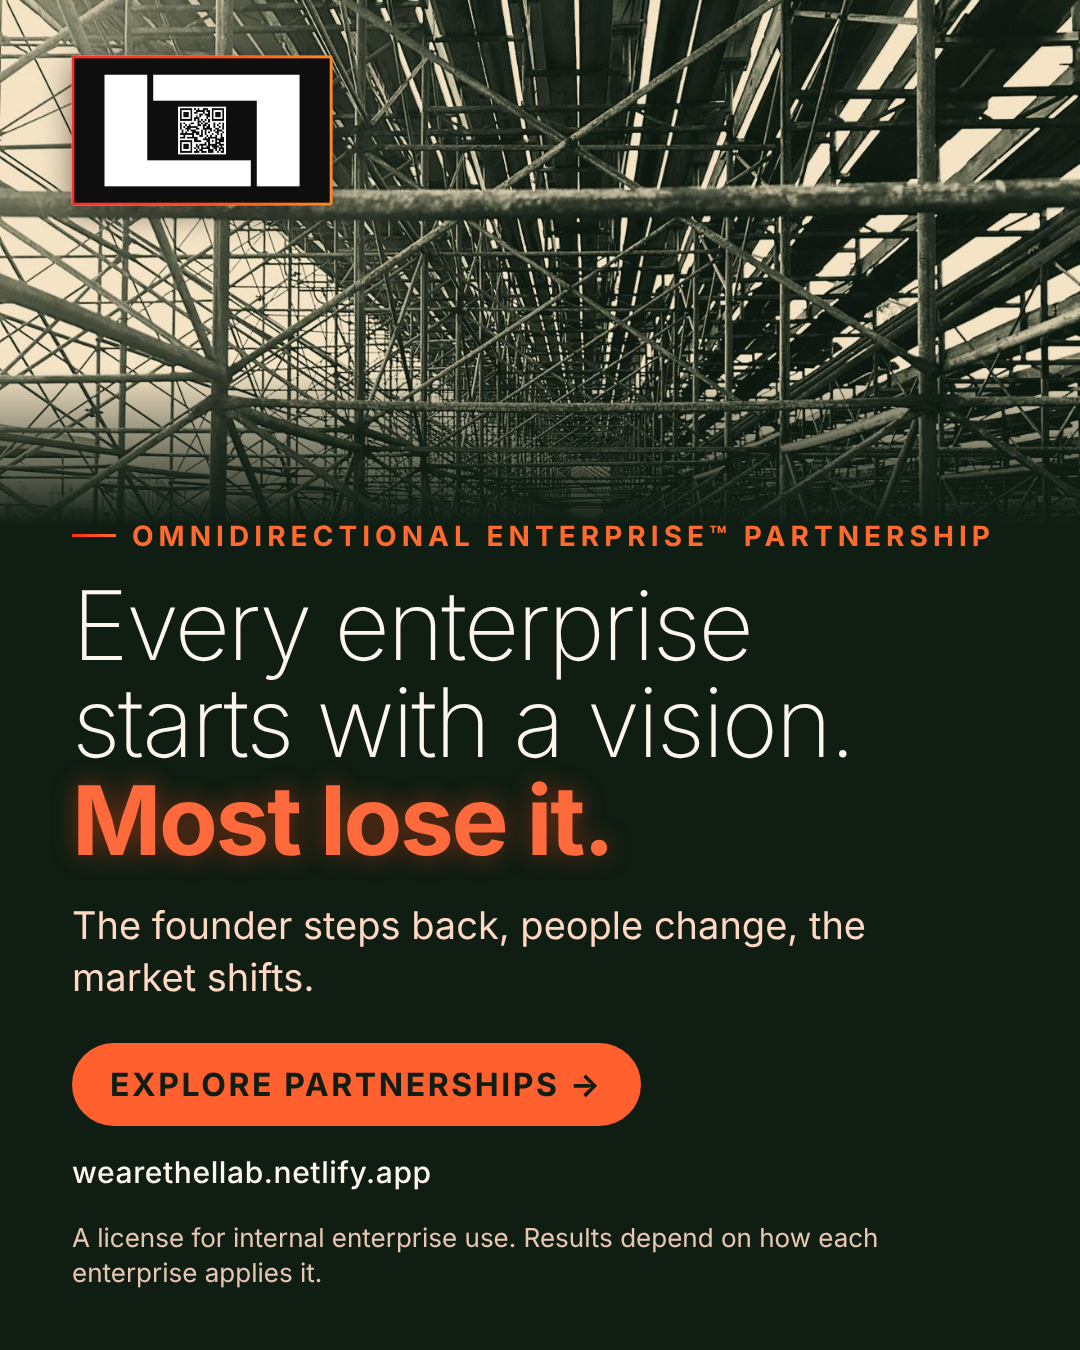 OMNIDIRECTIONAL ENTERPRISE™ PARTNERSHIP
Every enterprise
starts with a vision.
Most lose it.
The founder steps back, people change, the
market shifts.
EXPLORE PARTNERSHIPS →
wearethellab.netlify.app
A license for internal enterprise use. Results depend on how each
enterprise applies it.